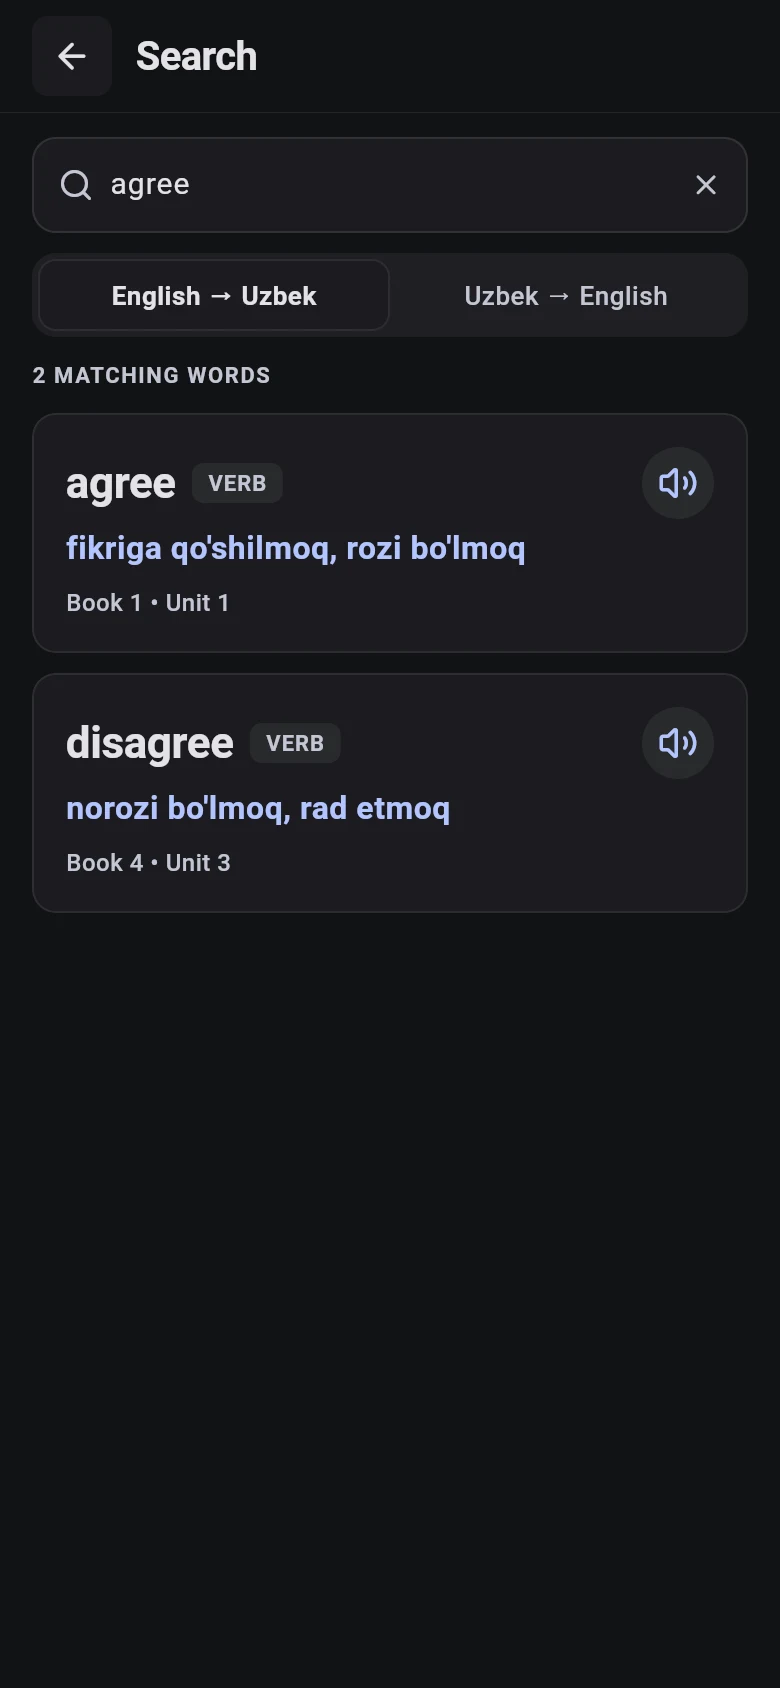 Search
agree
English → Uzbek
Uzbek → English
2 MATCHING WORDS
agree VERB
fikriga qo'shilmoq, rozi bo'lmoq
Book 1 • Unit 1
disagree VERB
norozi bo'lmoq, rad etmoq
Book 4 • Unit 3